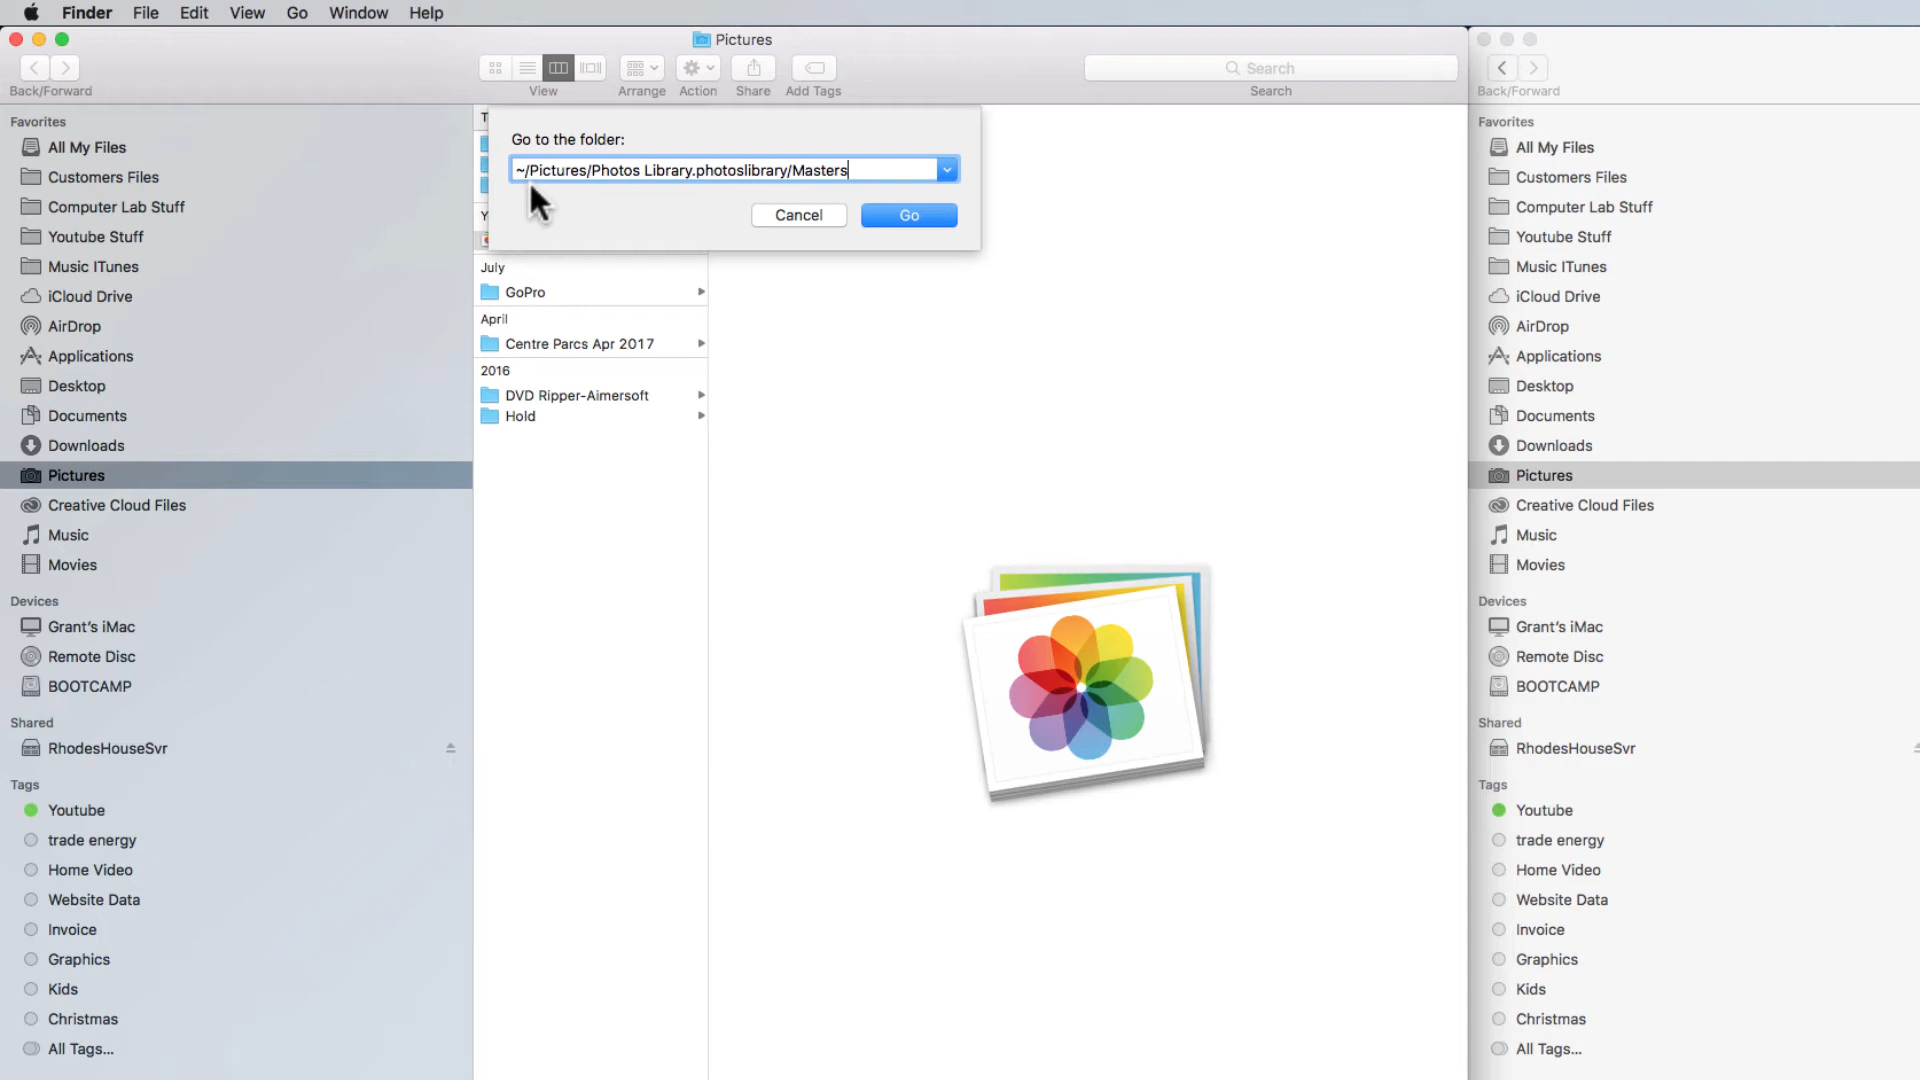 Finder File Edit View Go Window Help
Pictures
Search
Back/Forward View Arrange Action Share Add Tags Search
Favorites
All My Files
Customers Files
Computer Lab Stuff
Youtube Stuff
Music ITunes
iCloud Drive
AirDrop
Applications
Desktop
Documents
Downloads
Pictures
Creative Cloud Files
Music
Movies
Devices
Grant's iMac
Remote Disc
BOOTCAMP
Shared
RhodesHouseSvr
Tags
Youtube
trade energy
Home Video
Website Data
Invoice
Graphics
Kids
Christmas
All Tags...
Go to the folder:
~/Pictures/Photos Library.photoslibrary/Masters
Cancel Go
July
GoPro
April
Centre Parcs Apr 2017
2016
DVD Ripper-Aimersoft
Hold
Back/Forward
Favorites
All My Files
Customers Files
Computer Lab Stuff
Youtube Stuff
Music ITunes
iCloud Drive
AirDrop
Applications
Desktop
Documents
Downloads
Pictures
Creative Cloud Files
Music
Movies
Devices
Grant's iMac
Remote Disc
BOOTCAMP
Shared
RhodesHouseSvr
Tags
Youtube
trade energy
Home Video
Website Data
Invoice
Graphics
Kids
Christmas
All Tags...